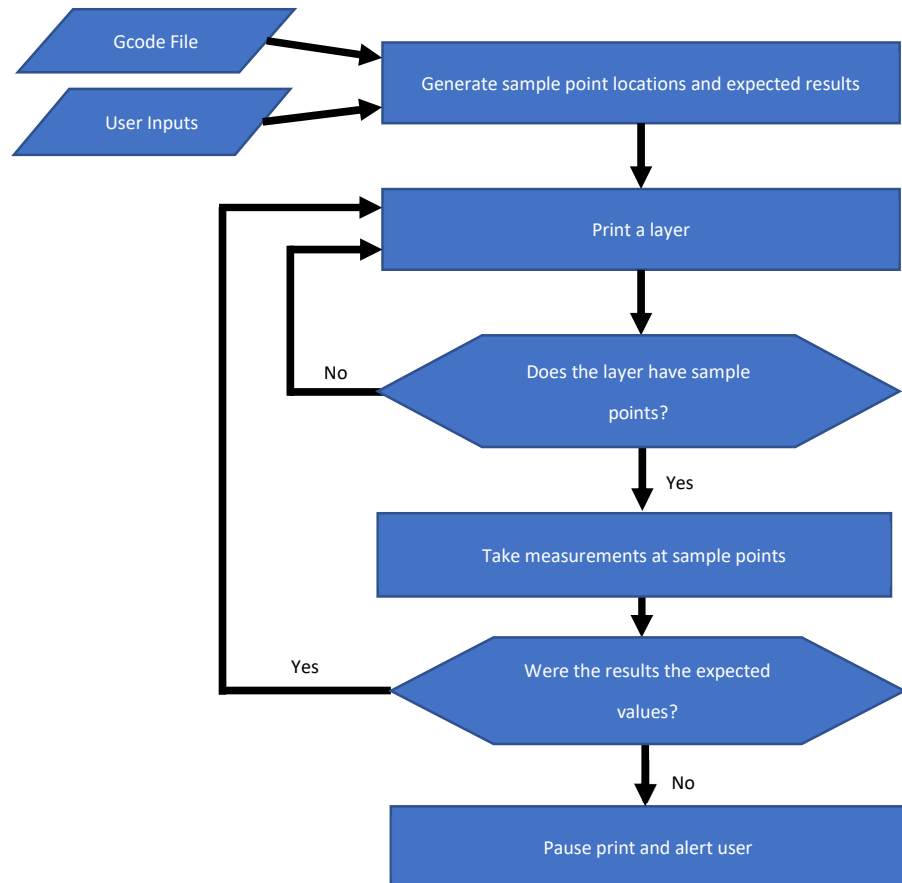 Gcode File
Generate sample point locations and expected results
User Inputs
Print a layer
Does the layer have sample
points?
No
Yes
Take measurements at sample points
Were the results the expected
values?
Yes
No
Pause print and alert user